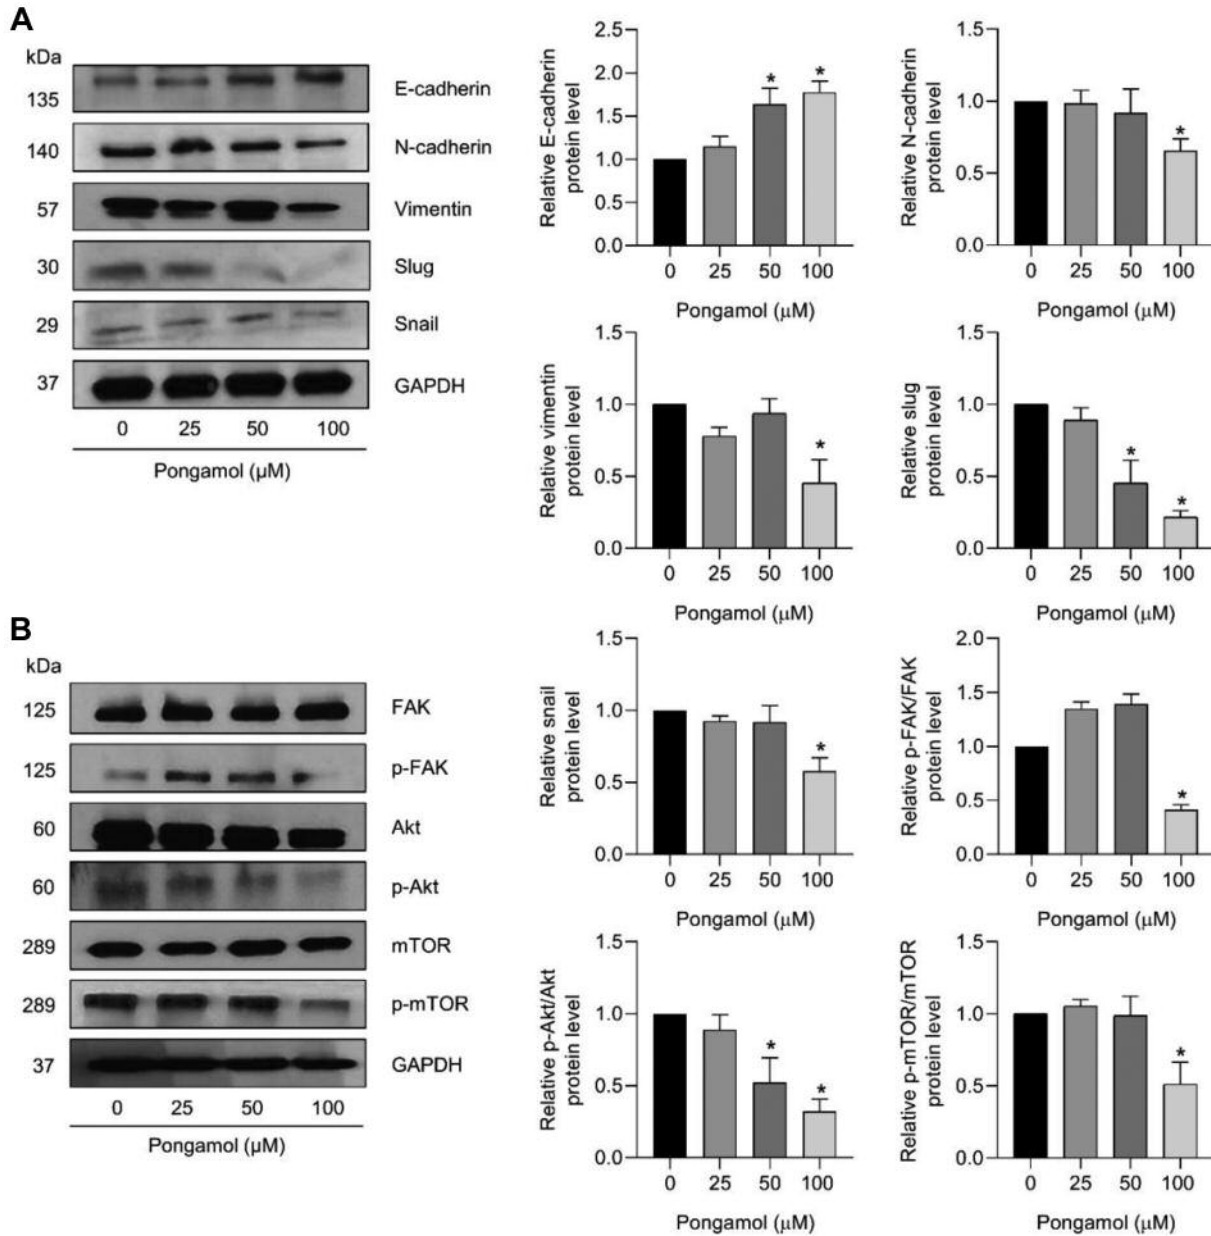 A
kDa
135 E-cadherin
140 N-cadherin
57 Vimentin
30 Slug
29 Snail
37 GAPDH
0 25 50 100
Pongamol (µM)
Relative E-cadherin
protein level
2.5
2.0
1.5
1.0
0.5
0.0
* *
0 25 50 100
Pongamol (μM)
Relative N-cadherin
protein level
1.5
1.0
0.5
0.0
*
0 25 50 100
Pongamol (μM)
Relative vimentin
protein level
1.5
1.0
0.5
0.0
*
0 25 50 100
Pongamol (μM)
Relative slug
protein level
1.5
1.0
0.5
0.0
* *
0 25 50 100
Pongamol (μM)
B
kDa
125 FAK
125 p-FAK
60 Akt
60 p-Akt
289 mTOR
289 p-mTOR
37 GAPDH
0 25 50 100
Pongamol (µM)
Relative snail
protein level
1.5
1.0
0.5
0.0
*
0 25 50 100
Pongamol (μM)
Relative p-FAK/FAK
protein level
2.0
1.5
1.0
0.5
0.0
*
0 25 50 100
Pongamol (μM)
Relative p-Akt/Akt
protein level
1.5
1.0
0.5
0.0
* *
0 25 50 100
Pongamol (μM)
Relative p-mTOR/mTOR
protein level
1.5
1.0
0.5
0.0
*
0 25 50 100
Pongamol (μM)